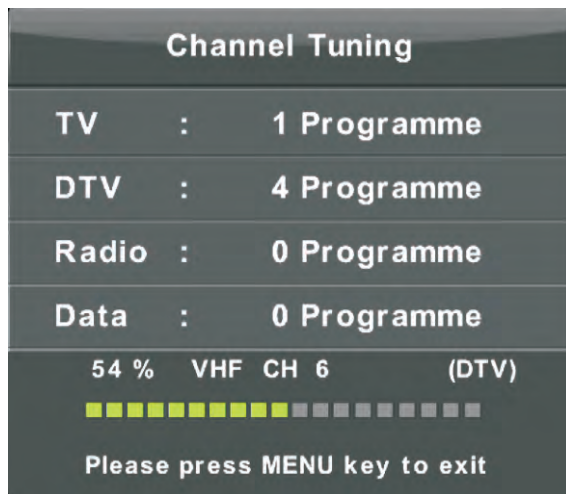 Channel Tuning
TV : 1 Programme
DTV : 4 Programme
Radio : 0 Programme
Data : 0 Programme
54 % VHF CH 6 (DTV)
Please press MENU key to exit